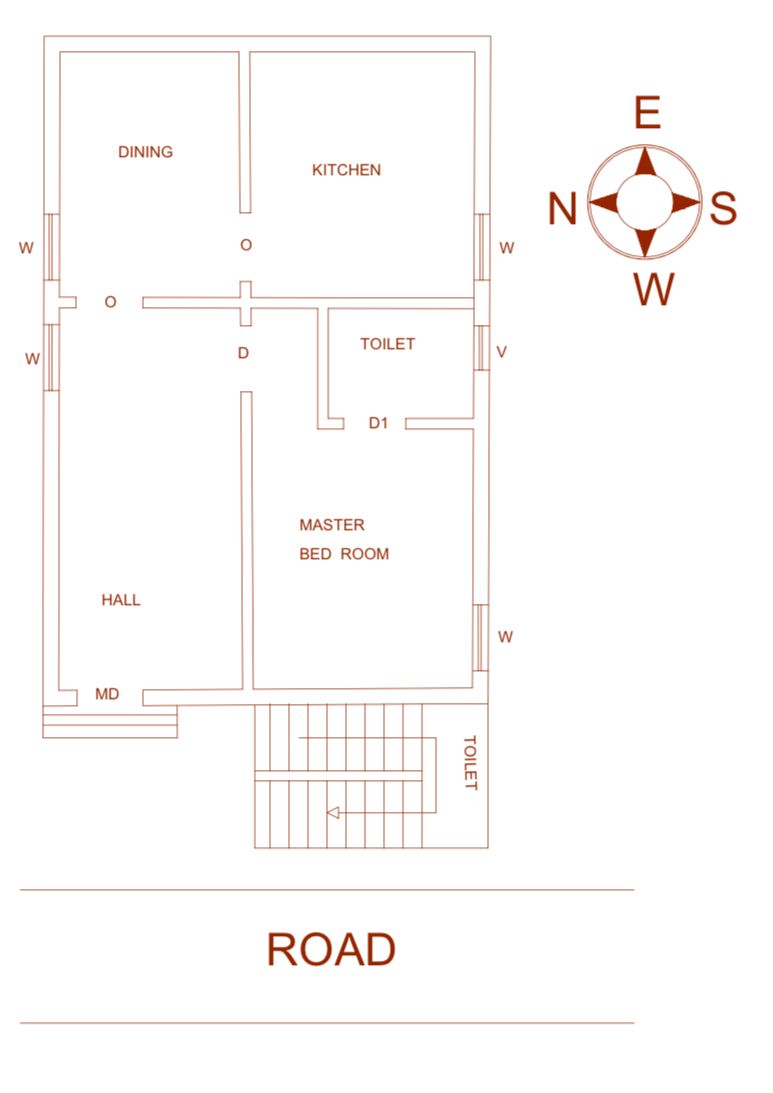 E
DINING
KITCHEN
N
S
W
O
W
W
O
W
TOILET
D
V
W
D1
MASTER
BED ROOM
HALL
W
MD
TOILET
ROAD